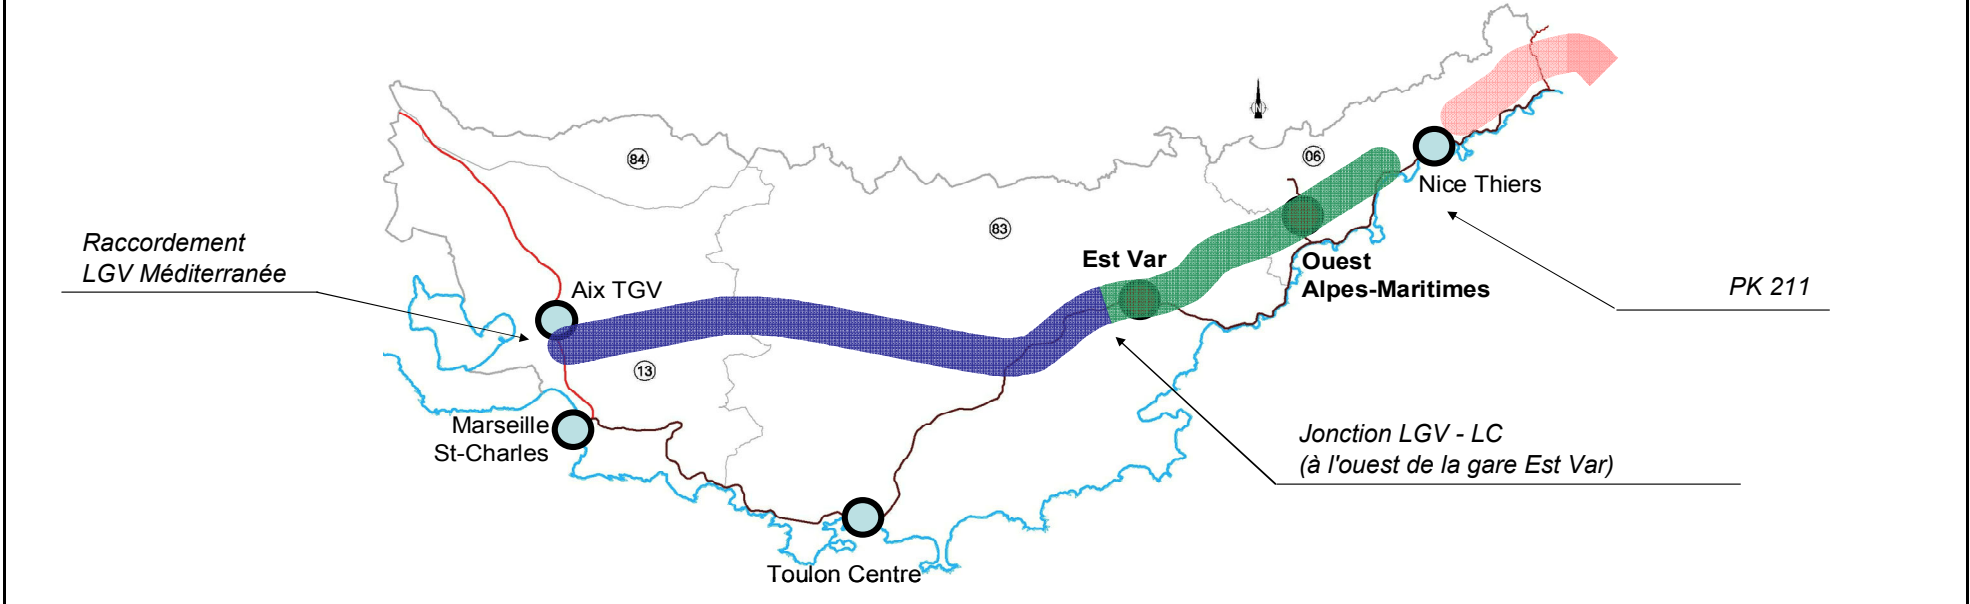 N
84
06
Nice Thiers
83
Raccordement
LGV Méditerranée
Est Var
Ouest
Alpes-Maritimes
Aix TGV
PK 211
13
Marseille
St-Charles
Jonction LGV - LC
(à l'ouest de la gare Est Var)
Toulon Centre